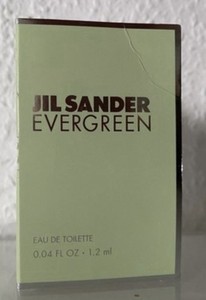 JIL SANDER
EVERGREEN
EAU DE TOILETTE
0.04 FL OZ - 1.2 ml